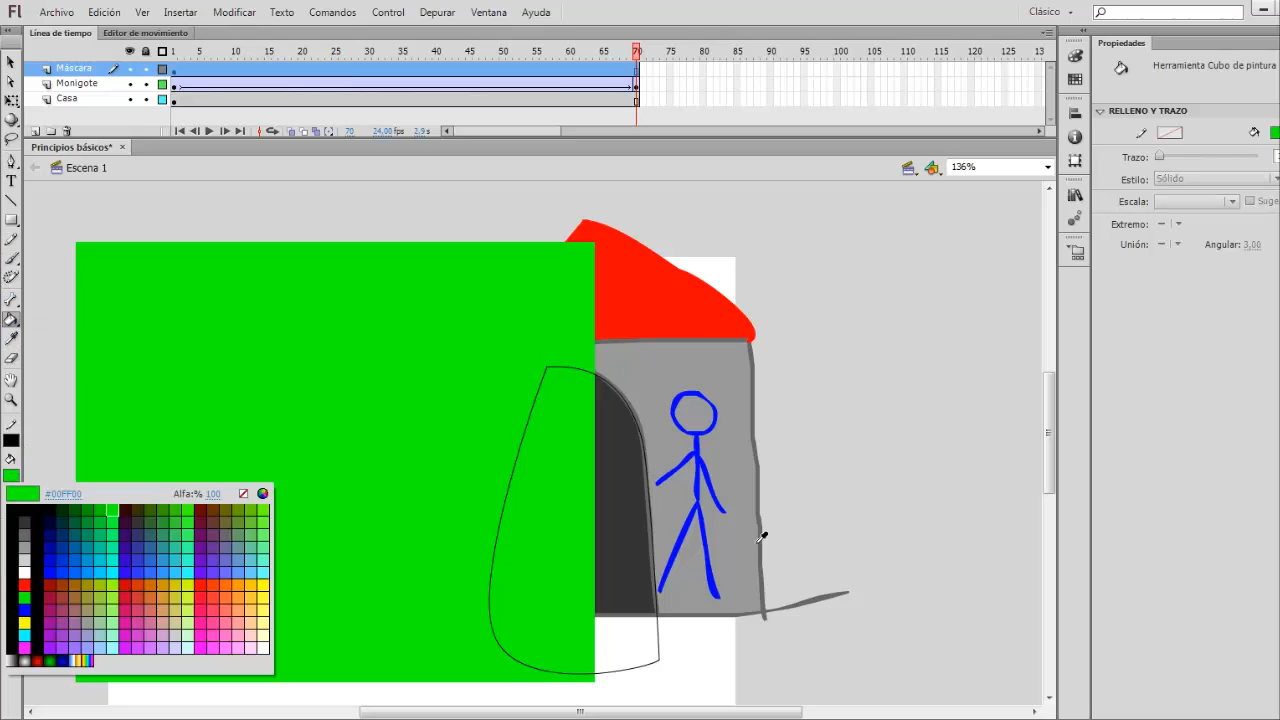 Fl Archivo Edición Ver Insertar Modificar Texto Comandos Control Depurar Ventana Ayuda Clásico
Línea de tiempo Editor de movimiento
1 5 10 15 20 25 30 35 40 45 50 55 60 65 70 75 80 85 90 95 100 105 110 115 120 125 13
Máscara
Monigote
Casa
70 24,00 fps 2,9 s
Principios básicos*
Escena 1 136%
#00FF00 Alfa:% 100
Propiedades
Herramienta Cubo de pintura
RELLENO Y TRAZO
Trazo:
Estilo: Sólido
Escala: Suge
Extremo:
Unión: Angular: 3,00